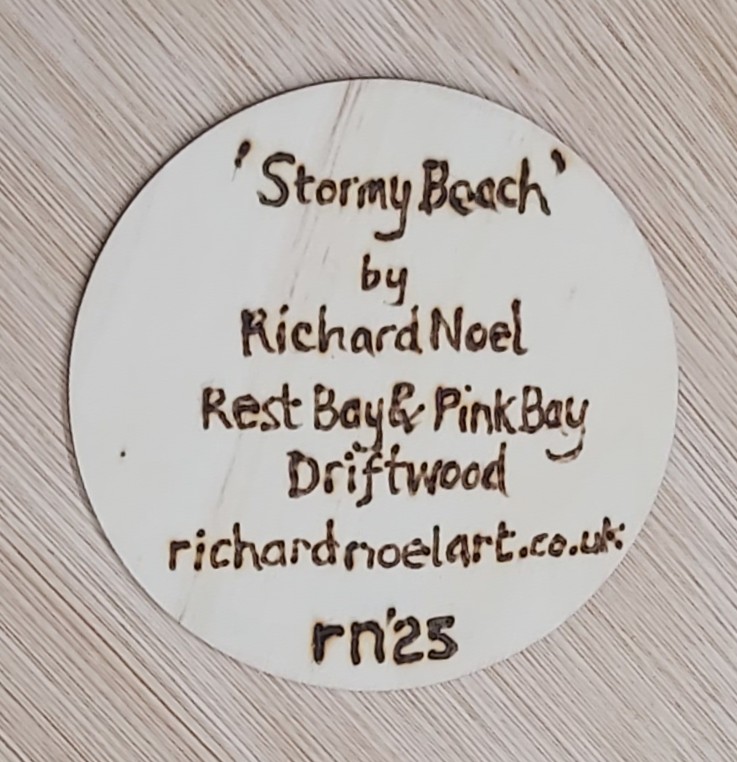 'Stormy Beach'
by
Richard Noel
Rest Bay & Pink Bay
Driftwood
richardnoelart.co.uk
rn'25